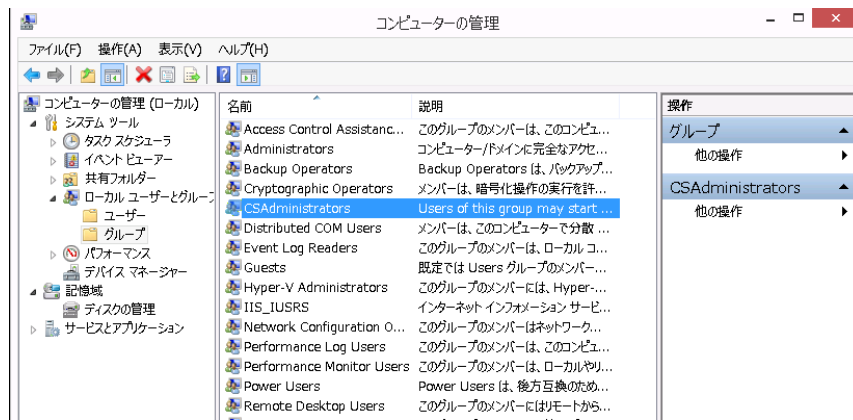 コンピューターの管理
ファイル(F) 操作(A) 表示(V) ヘルプ(H)
コンピューターの管理 (ローカル)
システム ツール
タスク スケジューラ
イベント ビューアー
共有フォルダー
ローカル ユーザーとグループ
ユーザー
グループ
パフォーマンス
デバイス マネージャー
記憶域
ディスクの管理
サービスとアプリケーション
名前 説明
Access Control Assistanc... このグループのメンバーは、このコンピュ...
Administrators コンピューター/ドメインに完全なアクセ...
Backup Operators Backup Operators は、バックアップ...
Cryptographic Operators メンバーは、暗号化操作の実行を許...
CSAdministrators Users of this group may start ...
Distributed COM Users メンバーは、このコンピューターで分散 ...
Event Log Readers このグループのメンバーは、ローカル コ...
Guests 既定では Users グループのメンバー...
Hyper-V Administrators このグループのメンバーには、Hyper-...
IIS_IUSRS インターネット インフォメーション サービ...
Network Configuration O... このグループのメンバーはネットワーク...
Performance Log Users このグループのメンバーは、このコンピュ...
Performance Monitor Users このグループのメンバーは、ローカルやリ...
Power Users Power Users は、後方互換のため...
Remote Desktop Users このグループのメンバーにはリモートから...
操作
グループ
他の操作
CSAdministrators
他の操作